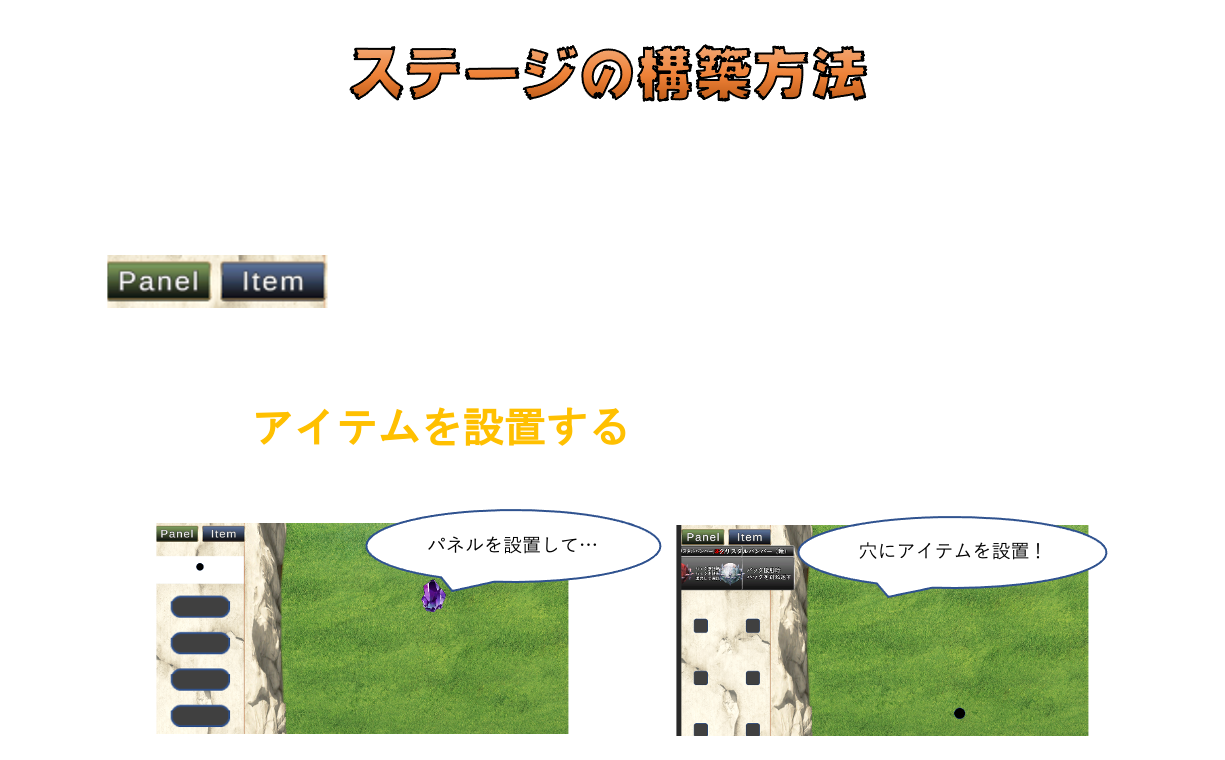 ステージの構築方法
Panel Item
アイテムを設置する
パネルを設置して…
穴にアイテムを設置！
Panel Item
Panel Item